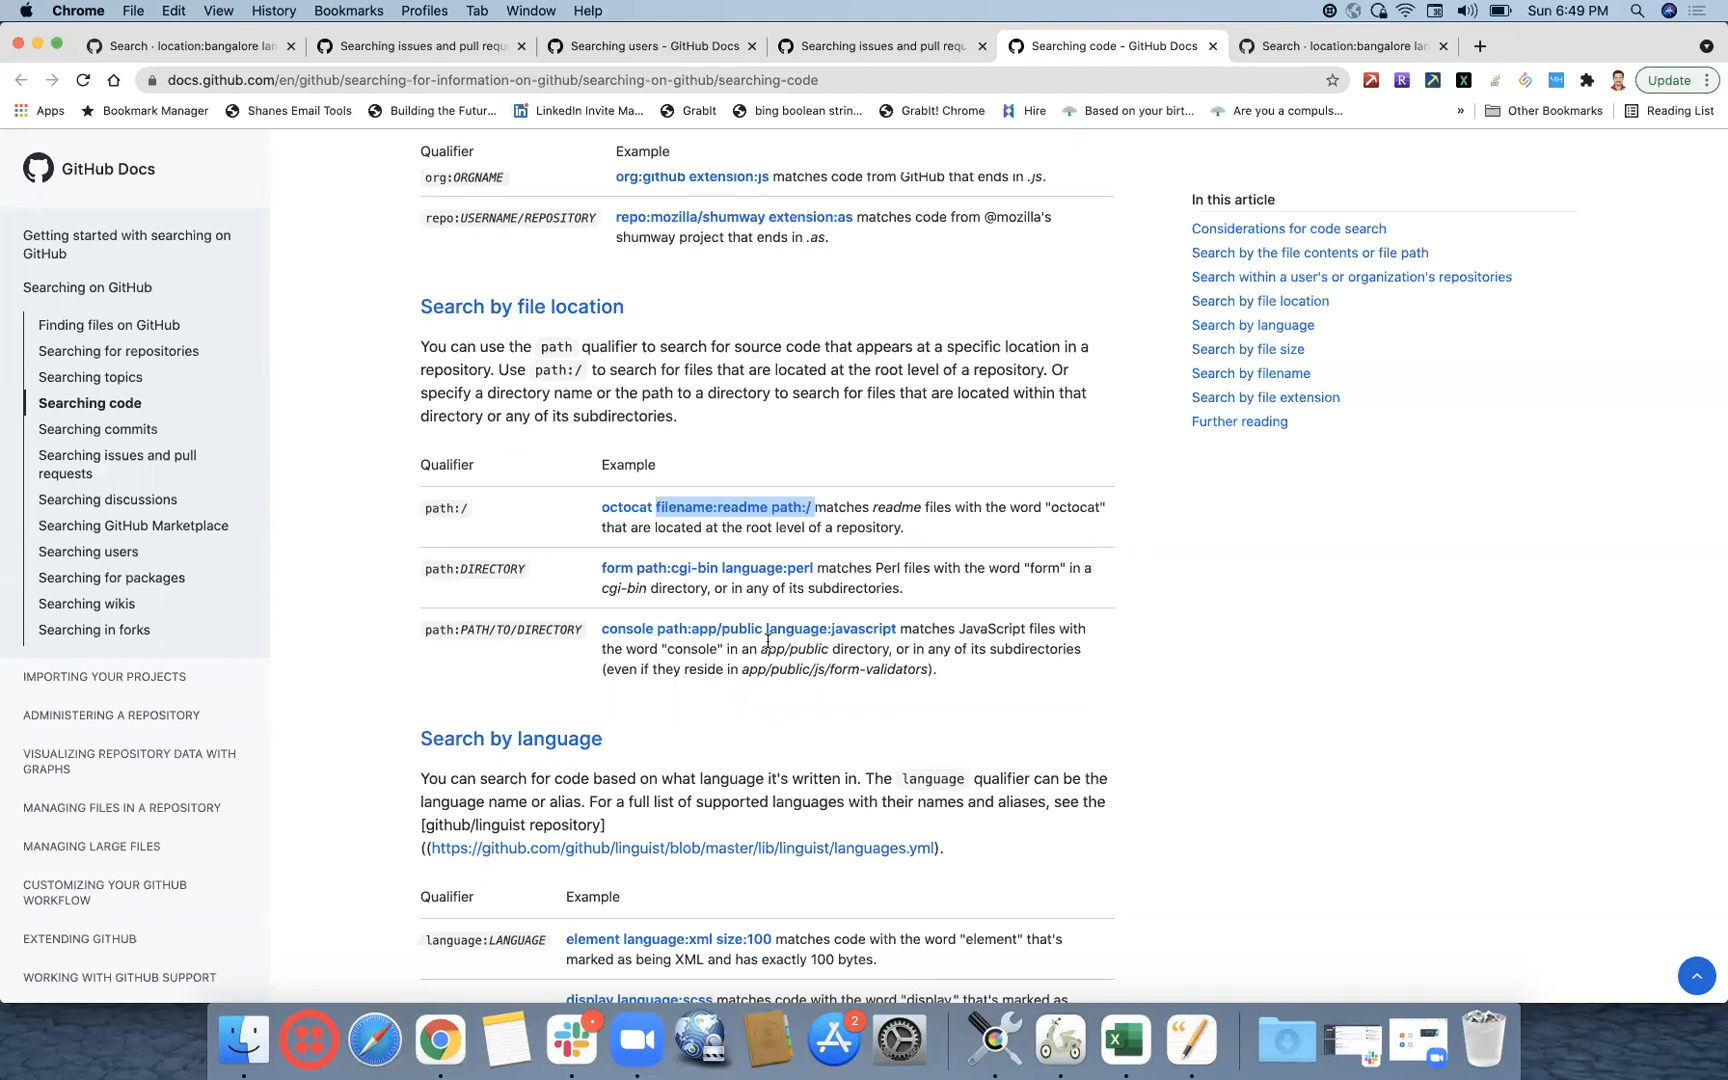 Chrome File Edit View History Bookmarks Profiles Tab Window Help Sun 6:49 PM
Search · location:bangalore lan
Searching issues and pull requ
Searching users - GitHub Docs
Searching issues and pull requ
Searching code - GitHub Docs
Search · location:bangalore lan
docs.github.com/en/github/searching-for-information-on-github/searching-on-github/searching-code
Update
Apps Bookmark Manager Shanes Email Tools Building the Futur... LinkedIn Invite Ma... GrabIt bing boolean strin... GrabIt! Chrome Hire Based on your birt... Are you a compuls... » Other Bookmarks Reading List
GitHub Docs
Getting started with searching on
GitHub
Searching on GitHub
Finding files on GitHub
Searching for repositories
Searching topics
Searching code
Searching commits
Searching issues and pull
requests
Searching discussions
Searching GitHub Marketplace
Searching users
Searching for packages
Searching wikis
Searching in forks
IMPORTING YOUR PROJECTS
ADMINISTERING A REPOSITORY
VISUALIZING REPOSITORY DATA WITH
GRAPHS
MANAGING FILES IN A REPOSITORY
MANAGING LARGE FILES
CUSTOMIZING YOUR GITHUB
WORKFLOW
EXTENDING GITHUB
WORKING WITH GITHUB SUPPORT
Qualifier Example
org:ORGNAME org:github extension:js matches code from GitHub that ends in .js.
repo:USERNAME/REPOSITORY repo:mozilla/shumway extension:as matches code from @mozilla's
shumway project that ends in .as.
Search by file location
You can use the path qualifier to search for source code that appears at a specific location in a
repository. Use path:/ to search for files that are located at the root level of a repository. Or
specify a directory name or the path to a directory to search for files that are located within that
directory or any of its subdirectories.
Qualifier Example
path:/ octocat filename:readme path:/ matches readme files with the word "octocat"
that are located at the root level of a repository.
path:DIRECTORY form path:cgi-bin language:perl matches Perl files with the word "form" in a
cgi-bin directory, or in any of its subdirectories.
path:PATH/TO/DIRECTORY console path:app/public language:javascript matches JavaScript files with
the word "console" in an app/public directory, or in any of its subdirectories
(even if they reside in app/public/js/form-validators).
Search by language
You can search for code based on what language it's written in. The language qualifier can be the
language name or alias. For a full list of supported languages with their names and aliases, see the
[github/linguist repository]
((https://github.com/github/linguist/blob/master/lib/linguist/languages.yml).
Qualifier Example
language:LANGUAGE element language:xml size:100 matches code with the word "element" that's
marked as being XML and has exactly 100 bytes.
display language:scss matches code with the word "display," that's marked as
In this article
Considerations for code search
Search by the file contents or file path
Search within a user's or organization's repositories
Search by file location
Search by language
Search by file size
Search by filename
Search by file extension
Further reading
2